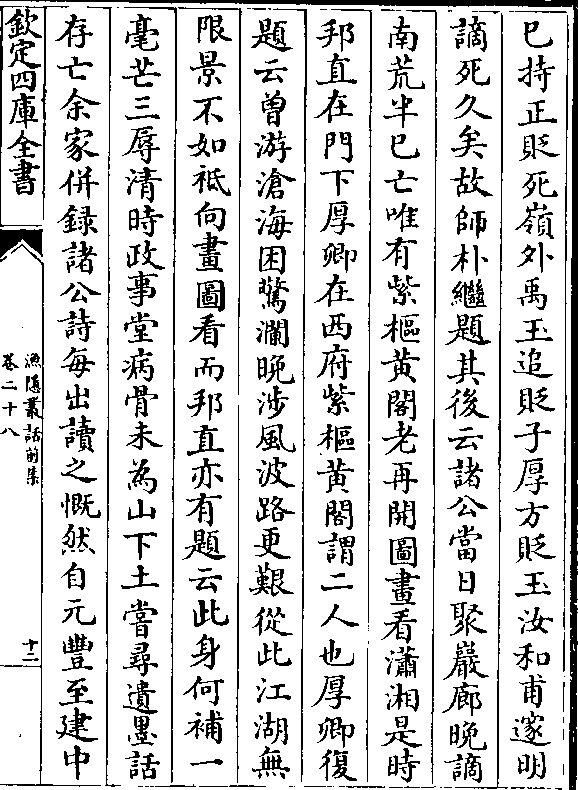 已持正貶死嶺外禹玉追貶子厚方貶玉汝和甫邃明
謫死久矣故師朴繼題其後云諸公當日聚巖廊晚謫
南荒半已亡唯有紫樞黄閣老再開圖畫看瀟湘是時
邦直在門下厚卿在西府紫樞黄閣謂二人也厚卿復
題云曾游滄海困驚瀾晚涉風波路更艱從此江湖無
限景不如祗向畫圖看而邦直亦有題云此身何補一
毫芒三辱清時政事堂病骨未為山下土當尋遺墨話
存亡余家併録諸公詩每出讀之慨然自元豐至建中
欽定四庫全書
漁隱叢話前集
卷二十八
十二